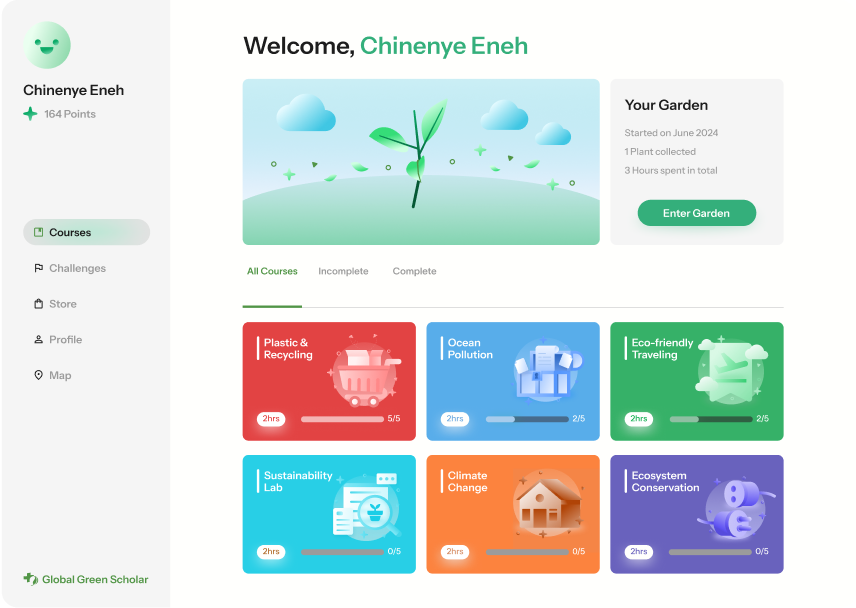 Chinenye Eneh
164 Points
Courses
Challenges
Store
Profile
Map
Global Green Scholar
Welcome, Chinenye Eneh
Your Garden
Started on June 2024
1 Plant collected
3 Hours spent in total
Enter Garden
All Courses
Incomplete
Complete
Plastic &
Recycling
2hrs
5/5
Ocean
Pollution
2hrs
2/5
Eco-friendly
Traveling
2hrs
2/5
Sustainability
Lab
2hrs
0/5
Climate
Change
2hrs
0/5
Ecosystem
Conservation
2hrs
0/5